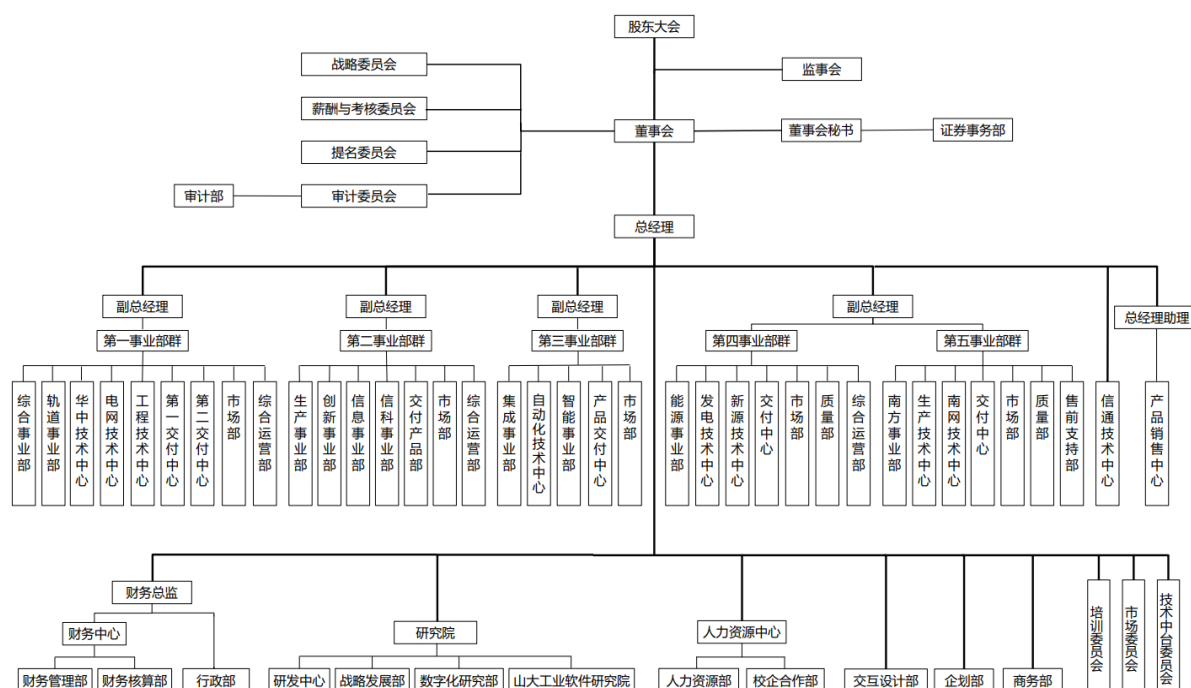 股东大会
战略委员会
监事会
薪酬与考核委员会
董事会
董事会秘书
证券事务部
提名委员会
审计部
审计委员会
总经理
副总经理
副总经理
副总经理
副总经理
总经理助理
第一事业部群
第二事业部群
第三事业部群
第四事业部群
第五事业部群
综合事业部
轨道事业部
华中技术中心
电网技术中心
工程技术中心
第一交付中心
第二交付中心
市场部
综合运营部
生产事业部
创新事业部
信息事业部
信科事业部
交付产品部
市场部
综合运营部
集成事业部
自动化技术中心
智能事业部
产品交付中心
市场部
能源事业部
发电技术中心
新源技术中心
交付中心
市场部
质量部
综合运营部
南方事业部
生产技术中心
南网技术中心
交付中心
市场部
质量部
售前支持部
信通技术中心
产品销售中心
财务总监
财务中心
研究院
人力资源中心
培训委员会
市场委员会
技术中台委员会
财务管理部
财务核算部
行政部
研发中心
战略发展部
数字化研究部
山大工业软件研究院
人力资源部
校企合作部
交互设计部
企划部
商务部